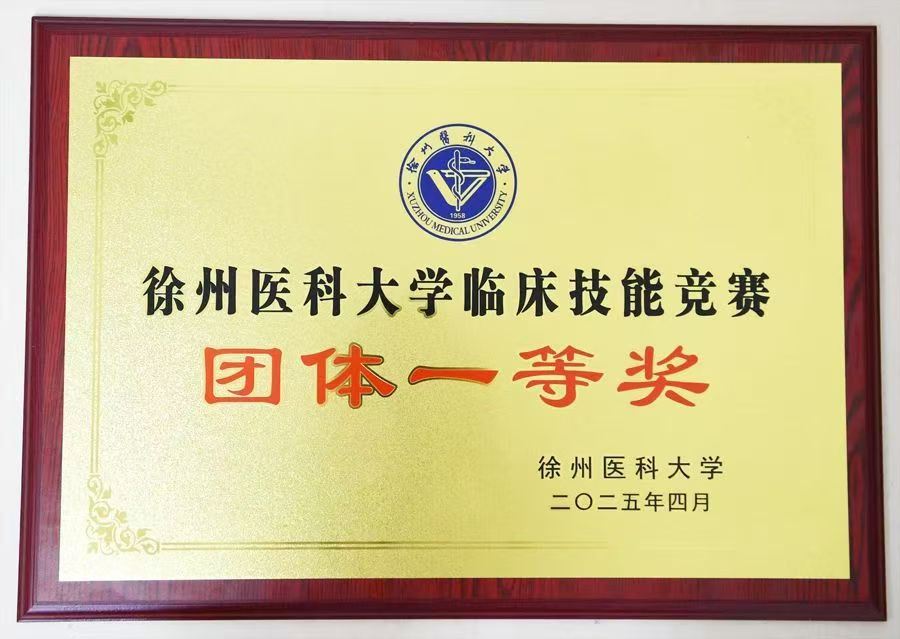 徐州醫科大学
XUZHOU MEDICAL UNIVERSITY
1958
徐州医科大学临床技能竞赛
团体一等奖
徐州医科大学
二〇二五年四月